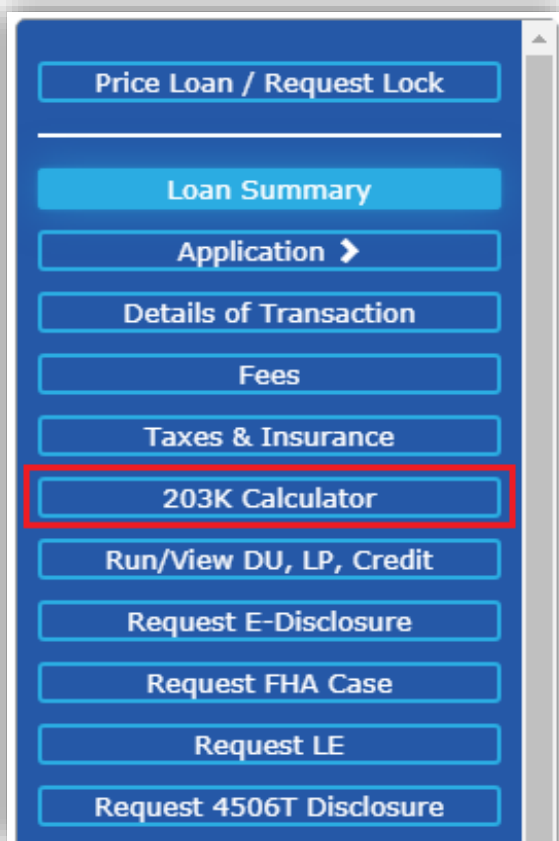 Price Loan / Request Lock
Loan Summary
Application
Details of Transaction
Fees
Taxes & Insurance
203K Calculator
Run/View DU, LP, Credit
Request E-Disclosure
Request FHA Case
Request LE
Request 4506T Disclosure